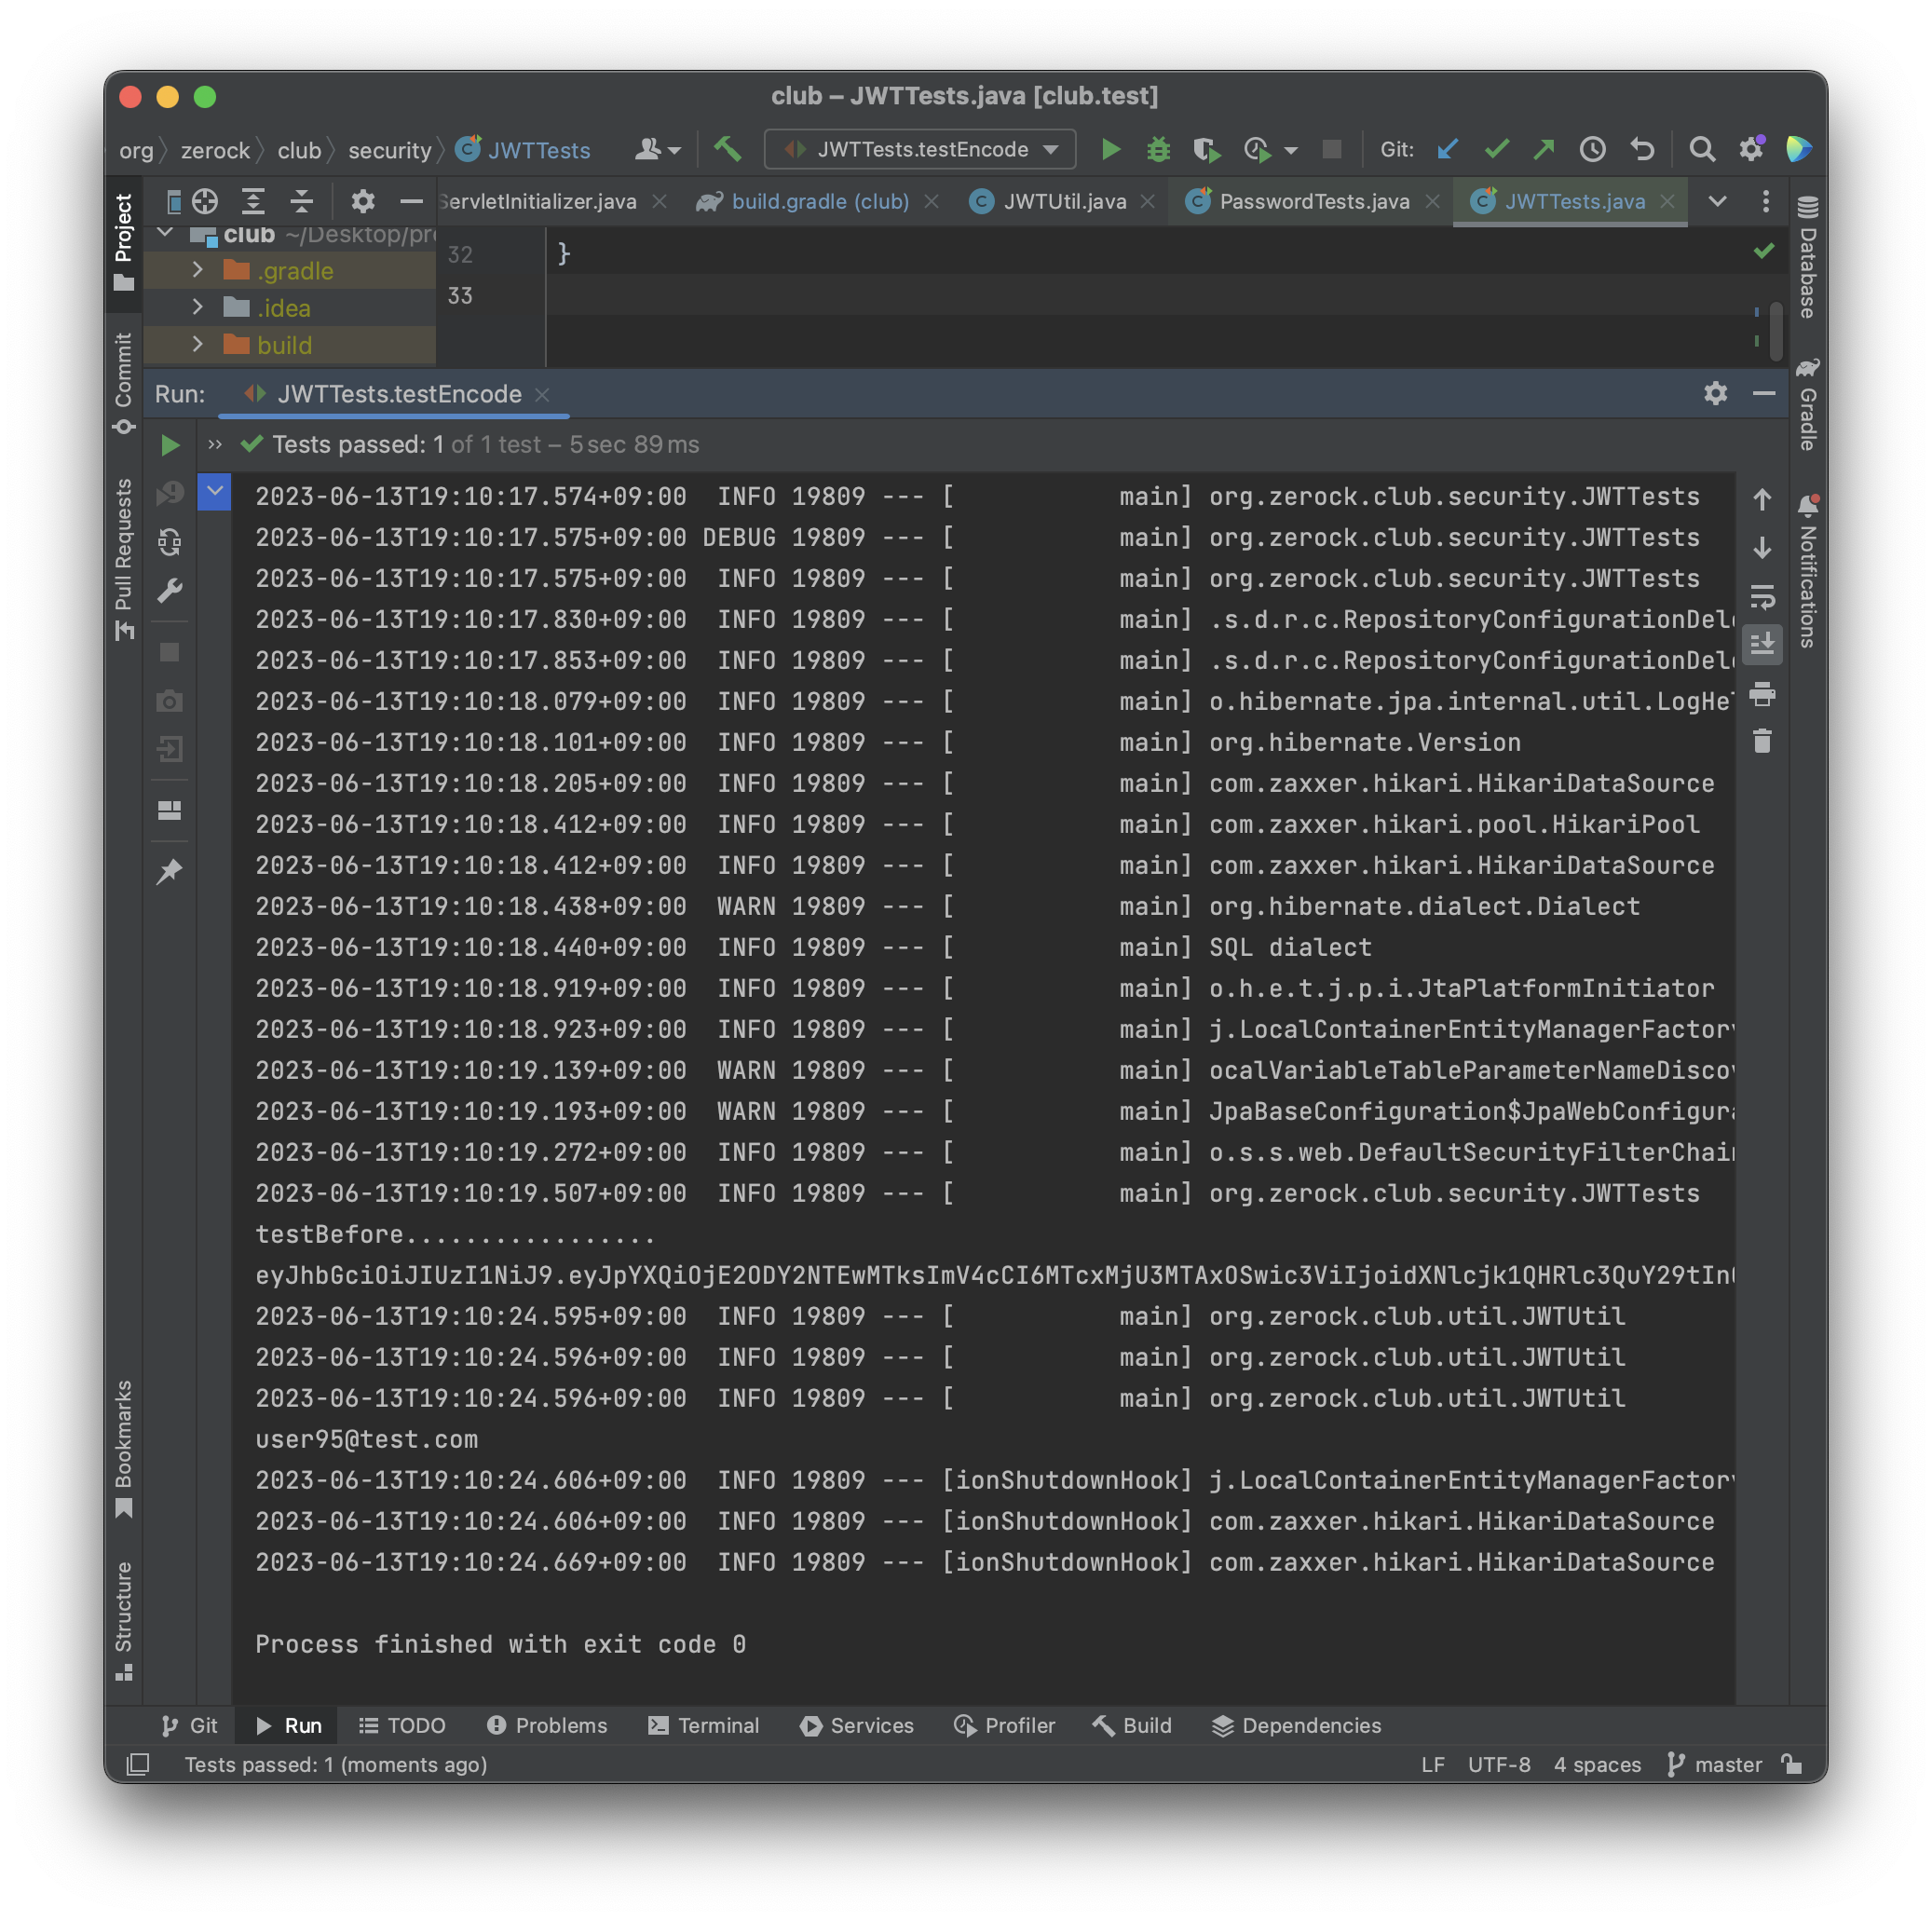 club – JWTTests.java [club.test]
org zerock club security JWTTests JWTTests.testEncode Git:
ServletInitializer.java build.gradle (club) JWTUtil.java PasswordTests.java JWTTests.java
Project
Commit
Pull Requests
Bookmarks
Structure
Database
Gradle
Notifications
club ~/Desktop/pr
.gradle
.idea
build
32 }
33
Run: JWTTests.testEncode
Tests passed: 1 of 1 test – 5 sec 89 ms
2023-06-13T19:10:17.574+09:00  INFO 19809 --- [           main] org.zerock.club.security.JWTTests
2023-06-13T19:10:17.575+09:00 DEBUG 19809 --- [           main] org.zerock.club.security.JWTTests
2023-06-13T19:10:17.575+09:00  INFO 19809 --- [           main] org.zerock.club.security.JWTTests
2023-06-13T19:10:17.830+09:00  INFO 19809 --- [           main] .s.d.r.c.RepositoryConfigurationDele
2023-06-13T19:10:17.853+09:00  INFO 19809 --- [           main] .s.d.r.c.RepositoryConfigurationDele
2023-06-13T19:10:18.079+09:00  INFO 19809 --- [           main] o.hibernate.jpa.internal.util.LogHel
2023-06-13T19:10:18.101+09:00  INFO 19809 --- [           main] org.hibernate.Version
2023-06-13T19:10:18.205+09:00  INFO 19809 --- [           main] com.zaxxer.hikari.HikariDataSource
2023-06-13T19:10:18.412+09:00  INFO 19809 --- [           main] com.zaxxer.hikari.pool.HikariPool
2023-06-13T19:10:18.412+09:00  INFO 19809 --- [           main] com.zaxxer.hikari.HikariDataSource
2023-06-13T19:10:18.438+09:00  WARN 19809 --- [           main] org.hibernate.dialect.Dialect
2023-06-13T19:10:18.440+09:00  INFO 19809 --- [           main] SQL dialect
2023-06-13T19:10:18.919+09:00  INFO 19809 --- [           main] o.h.e.t.j.p.i.JtaPlatformInitiator
2023-06-13T19:10:18.923+09:00  INFO 19809 --- [           main] j.LocalContainerEntityManagerFactory
2023-06-13T19:10:19.139+09:00  WARN 19809 --- [           main] ocalVariableTableParameterNameDiscov
2023-06-13T19:10:19.193+09:00  WARN 19809 --- [           main] JpaBaseConfiguration$JpaWebConfigura
2023-06-13T19:10:19.272+09:00  INFO 19809 --- [           main] o.s.s.web.DefaultSecurityFilterChain
2023-06-13T19:10:19.507+09:00  INFO 19809 --- [           main] org.zerock.club.security.JWTTests
testBefore.................
eyJhbGciOiJIUzI1NiJ9.eyJpYXQiOjE2ODY2NTEwMTksImV4cCI6MTcxMjU3MTAxOSwic3ViIjoidXNlcjk1QHRlc3QuY29tIn0
2023-06-13T19:10:24.595+09:00  INFO 19809 --- [           main] org.zerock.club.util.JWTUtil
2023-06-13T19:10:24.596+09:00  INFO 19809 --- [           main] org.zerock.club.util.JWTUtil
2023-06-13T19:10:24.596+09:00  INFO 19809 --- [           main] org.zerock.club.util.JWTUtil
user95@test.com
2023-06-13T19:10:24.606+09:00  INFO 19809 --- [ionShutdownHook] j.LocalContainerEntityManagerFactory
2023-06-13T19:10:24.606+09:00  INFO 19809 --- [ionShutdownHook] com.zaxxer.hikari.HikariDataSource
2023-06-13T19:10:24.669+09:00  INFO 19809 --- [ionShutdownHook] com.zaxxer.hikari.HikariDataSource
Process finished with exit code 0
Git Run TODO Problems Terminal Services Profiler Build Dependencies
Tests passed: 1 (moments ago) LF UTF-8 4 spaces master